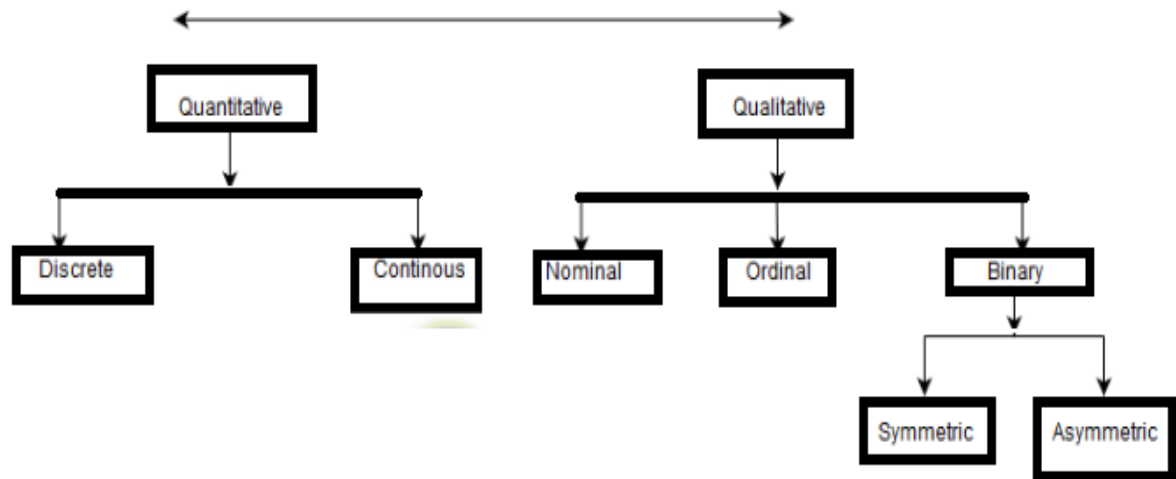 Quantitative
Qualitative
Discrete
Continous
Nominal
Ordinal
Binary
Symmetric
Asymmetric